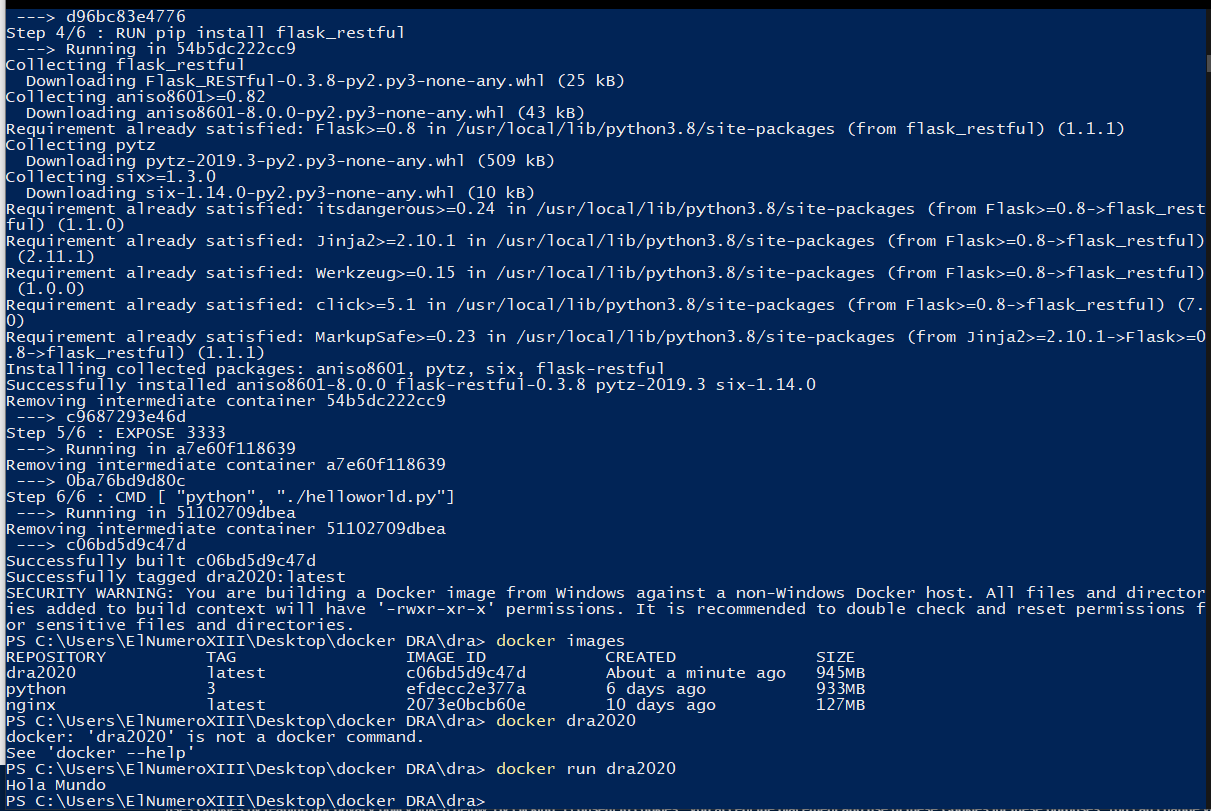 ---> d96bc83e4776
Step 4/6 : RUN pip install flask_restful
---> Running in 54b5dc222cc9
Collecting flask_restful
Downloading Flask_RESTful-0.3.8-py2.py3-none-any.whl (25 kB)
Collecting aniso8601>=0.82
Downloading aniso8601-8.0.0-py2.py3-none-any.whl (43 kB)
Requirement already satisfied: Flask>=0.8 in /usr/local/lib/python3.8/site-packages (from flask_restful) (1.1.1)
Collecting pytz
Downloading pytz-2019.3-py2.py3-none-any.whl (509 kB)
Collecting six>=1.3.0
Downloading six-1.14.0-py2.py3-none-any.whl (10 kB)
Requirement already satisfied: itsdangerous>=0.24 in /usr/local/lib/python3.8/site-packages (from Flask>=0.8->flask_rest
ful) (1.1.0)
Requirement already satisfied: Jinja2>=2.10.1 in /usr/local/lib/python3.8/site-packages (from Flask>=0.8->flask_restful)
(2.11.1)
Requirement already satisfied: Werkzeug>=0.15 in /usr/local/lib/python3.8/site-packages (from Flask>=0.8->flask_restful)
(1.0.0)
Requirement already satisfied: click>=5.1 in /usr/local/lib/python3.8/site-packages (from Flask>=0.8->flask_restful) (7.
0)
Requirement already satisfied: MarkupSafe>=0.23 in /usr/local/lib/python3.8/site-packages (from Jinja2>=2.10.1->Flask>=0
.8->flask_restful) (1.1.1)
Installing collected packages: aniso8601, pytz, six, flask-restful
Successfully installed aniso8601-8.0.0 flask-restful-0.3.8 pytz-2019.3 six-1.14.0
Removing intermediate container 54b5dc222cc9
---> c9687293e46d
Step 5/6 : EXPOSE 3333
---> Running in a7e60f118639
Removing intermediate container a7e60f118639
---> 0ba76bd9d80c
Step 6/6 : CMD [ "python", "./helloworld.py"]
---> Running in 51102709dbea
Removing intermediate container 51102709dbea
---> c06bd5d9c47d
Successfully built c06bd5d9c47d
Successfully tagged dra2020:latest
SECURITY WARNING: You are building a Docker image from Windows against a non-Windows Docker host. All files and director
ies added to build context will have '-rwxr-xr-x' permissions. It is recommended to double check and reset permissions f
or sensitive files and directories.
PS C:\Users\ElNumeroXIII\Desktop\docker DRA\dra> docker images
REPOSITORY TAG IMAGE ID CREATED SIZE
dra2020 latest c06bd5d9c47d About a minute ago 945MB
python 3 efdecc2e377a 6 days ago 933MB
nginx latest 2073e0bcb60e 10 days ago 127MB
PS C:\Users\ElNumeroXIII\Desktop\docker DRA\dra> docker dra2020
docker: 'dra2020' is not a docker command.
See 'docker --help'
PS C:\Users\ElNumeroXIII\Desktop\docker DRA\dra> docker run dra2020
Hola Mundo
PS C:\Users\ElNumeroXIII\Desktop\docker DRA\dra>